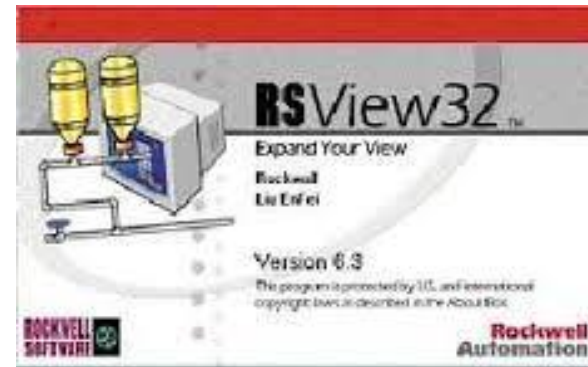 RSView32™
Expand Your View
Rockwell
Liu EnFei
Version 6.3
This program is protected by U.S. and international
copyright laws as described in the About Box
ROCKWELL
SOFTWARE
Rockwell
Automation